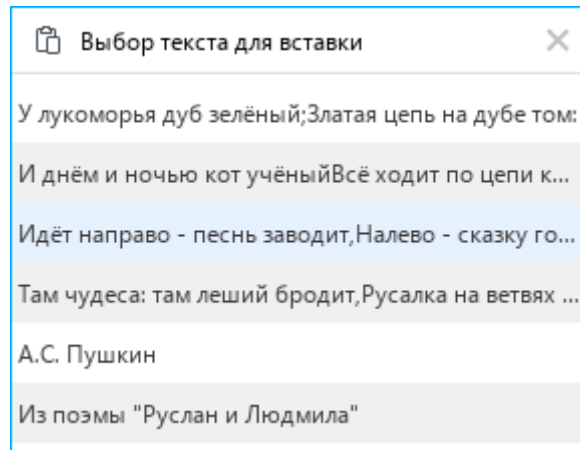 Выбор текста для вставки
У лукоморья дуб зелёный;Златая цепь на дубе том:
И днём и ночью кот учёныйВсё ходит по цепи к...
Идёт направо - песнь заводит,Налево - сказку го...
Там чудеса: там леший бродит,Русалка на ветвях ...
А.С. Пушкин
Из поэмы "Руслан и Людмила"